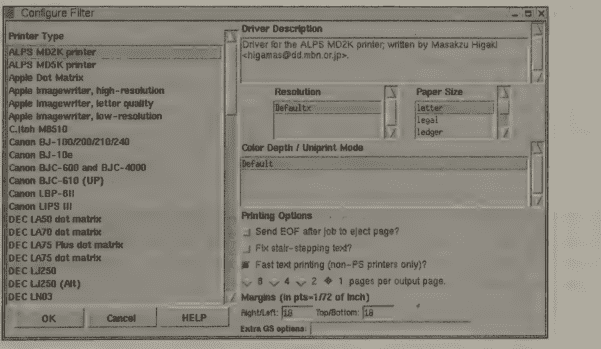 Configure Filter
Printer Type
ALPS MD2K printer
ALPS MD5K printer
Apple Dot Matrix
Apple Imagewriter, high-resolution
Apple Imagewriter, letter quality
Apple Imagewriter, low-resolution
C.Itoh M8510
Canon BJ-100/200/210/240
Canon BJ-10e
Canon BJC-600 and BJC-4000
Canon BJC-610 (UP)
Canon LBP-8II
Canon LIPS III
DEC LA50 dot matrix
DEC LA70 dot matrix
DEC LA75 Plus dot matrix
DEC LA75 dot matrix
DEC LJ250
DEC LJ250 (Alt)
DEC LN03
OK
Cancel
HELP
Driver Description
Driver for the ALPS MD2K printer, written by Masakzu Higaki
<higamas@dd.mbn.or.jp>.
Resolution
Defaultx
Paper Size
letter
legal
ledger
Color Depth / Uniprint Mode
Default
Printing Options
Send EOF after job to eject page?
Fix stair-stepping text?
Fast text printing (non-PS printers only)?
8 4 2 1 pages per output page.
Margins (in pts=1/72 of inch)
Right/Left: 18 Top/Bottom: 18
Extra GS options: